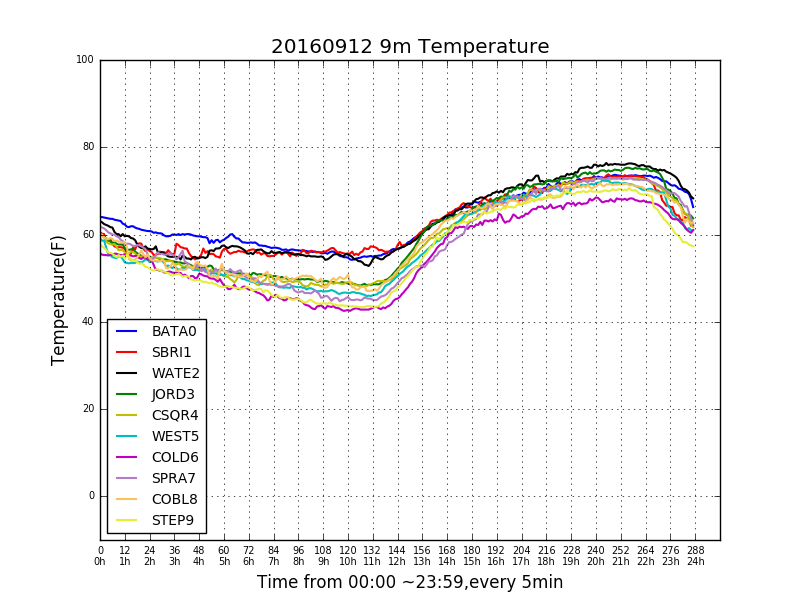 20160912 9m Temperature
100
80
60
40
20
0
Temperature(F)
BATA0
SBRI1
WATE2
JORD3
CSQR4
WEST5
COLD6
SPRA7
COBL8
STEP9
0 12 24 36 48 60 72 84 96 108 120 132 144 156 168 180 192 204 216 228 240 252 264 276 288
0h 1h 2h 3h 4h 5h 6h 7h 8h 9h 10h 11h 12h 13h 14h 15h 16h 17h 18h 19h 20h 21h 22h 23h 24h
Time from 00:00 ~23:59,every 5min